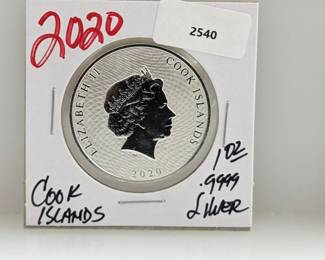 2020
2540
ELIZABETH II
COOK ISLANDS
2020
COOK
ISLANDS
1 OZ
.9999
SILVER